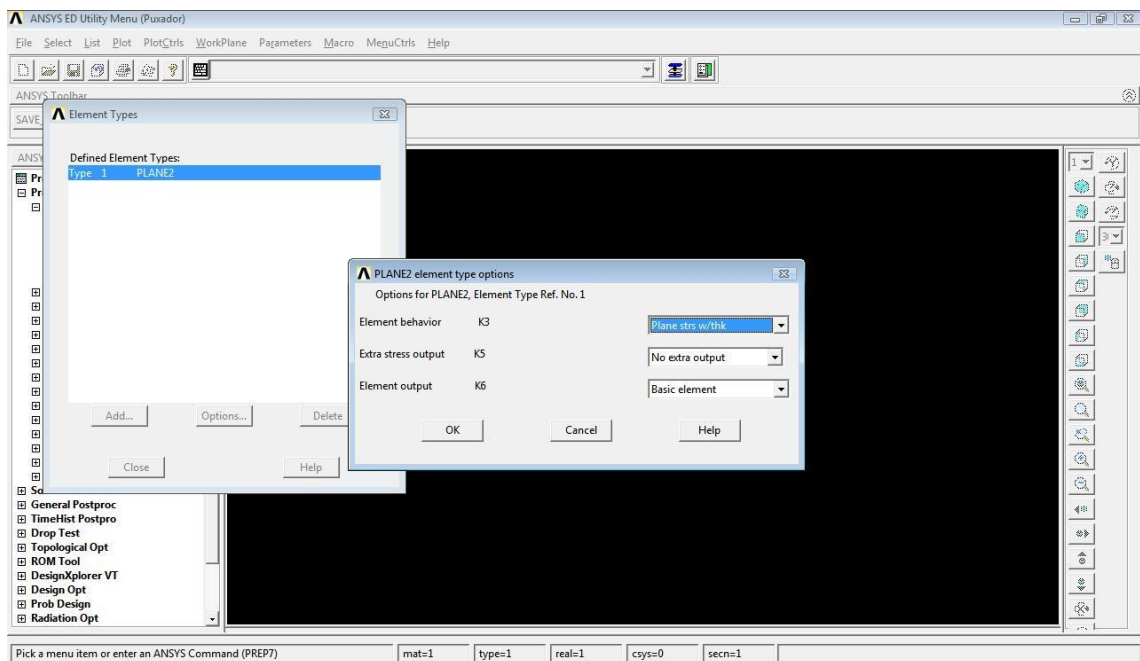 ANSYS ED Utility Menu (Puxador)
File Select List Plot PlotCtrls WorkPlane Parameters Macro MenuCtrls Help
ANSYS Toolbar
SAVE
Element Types
Defined Element Types:
Type 1 PLANE2
Add... Options... Delete
Close Help
PLANE2 element type options
Options for PLANE2, Element Type Ref. No. 1
Element behavior K3 Plane strs w/thk
Extra stress output K5 No extra output
Element output K6 Basic element
OK Cancel Help
ANSY
Pr
Pr
So
General Postproc
TimeHist Postpro
Drop Test
Topological Opt
ROM Tool
DesignXplorer VT
Design Opt
Prob Design
Radiation Opt
1
3
Pick a menu item or enter an ANSYS Command (PREP7) mat=1 type=1 real=1 csys=0 secn=1